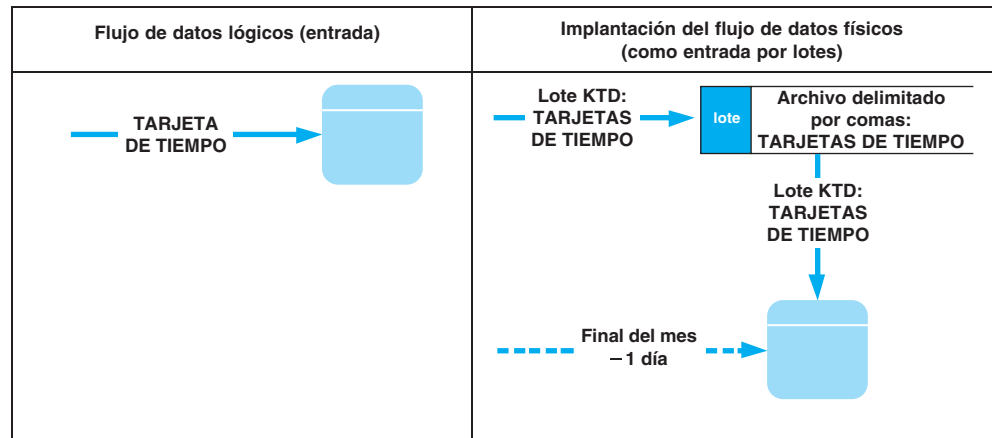 Flujo de datos lógicos (entrada)
Implantación del flujo de datos físicos
(como entrada por lotes)
TARJETA
DE TIEMPO
Lote KTD:
TARJETAS
DE TIEMPO
lote
Archivo delimitado
por comas:
TARJETAS DE TIEMPO
Lote KTD:
TARJETAS
DE TIEMPO
Final del mes
−1 día